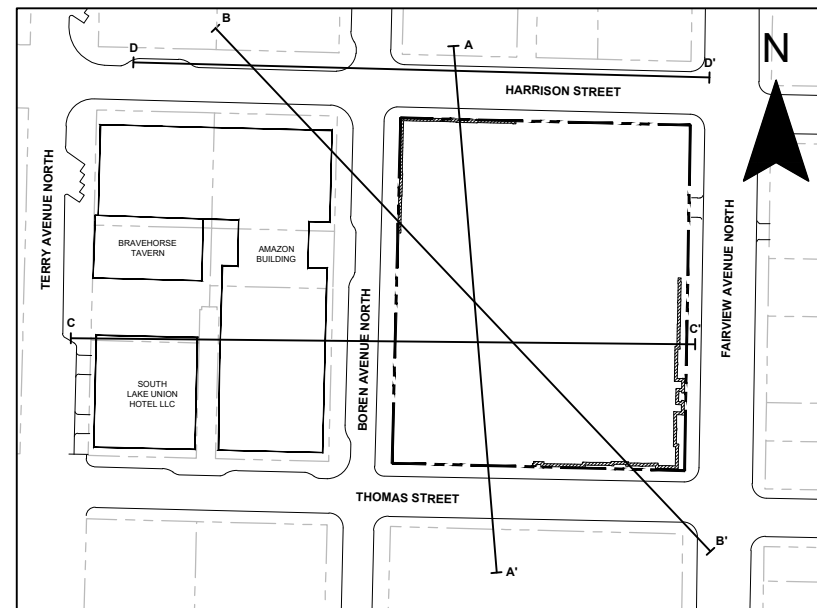 B
A
N
D
D'
HARRISON STREET
TERRY AVENUE NORTH
BRAVEHORSE
TAVERN
AMAZON
BUILDING
FAIRVIEW AVENUE NORTH
C
C'
BOREN AVENUE NORTH
SOUTH
LAKE UNION
HOTEL LLC
THOMAS STREET
B'
A'